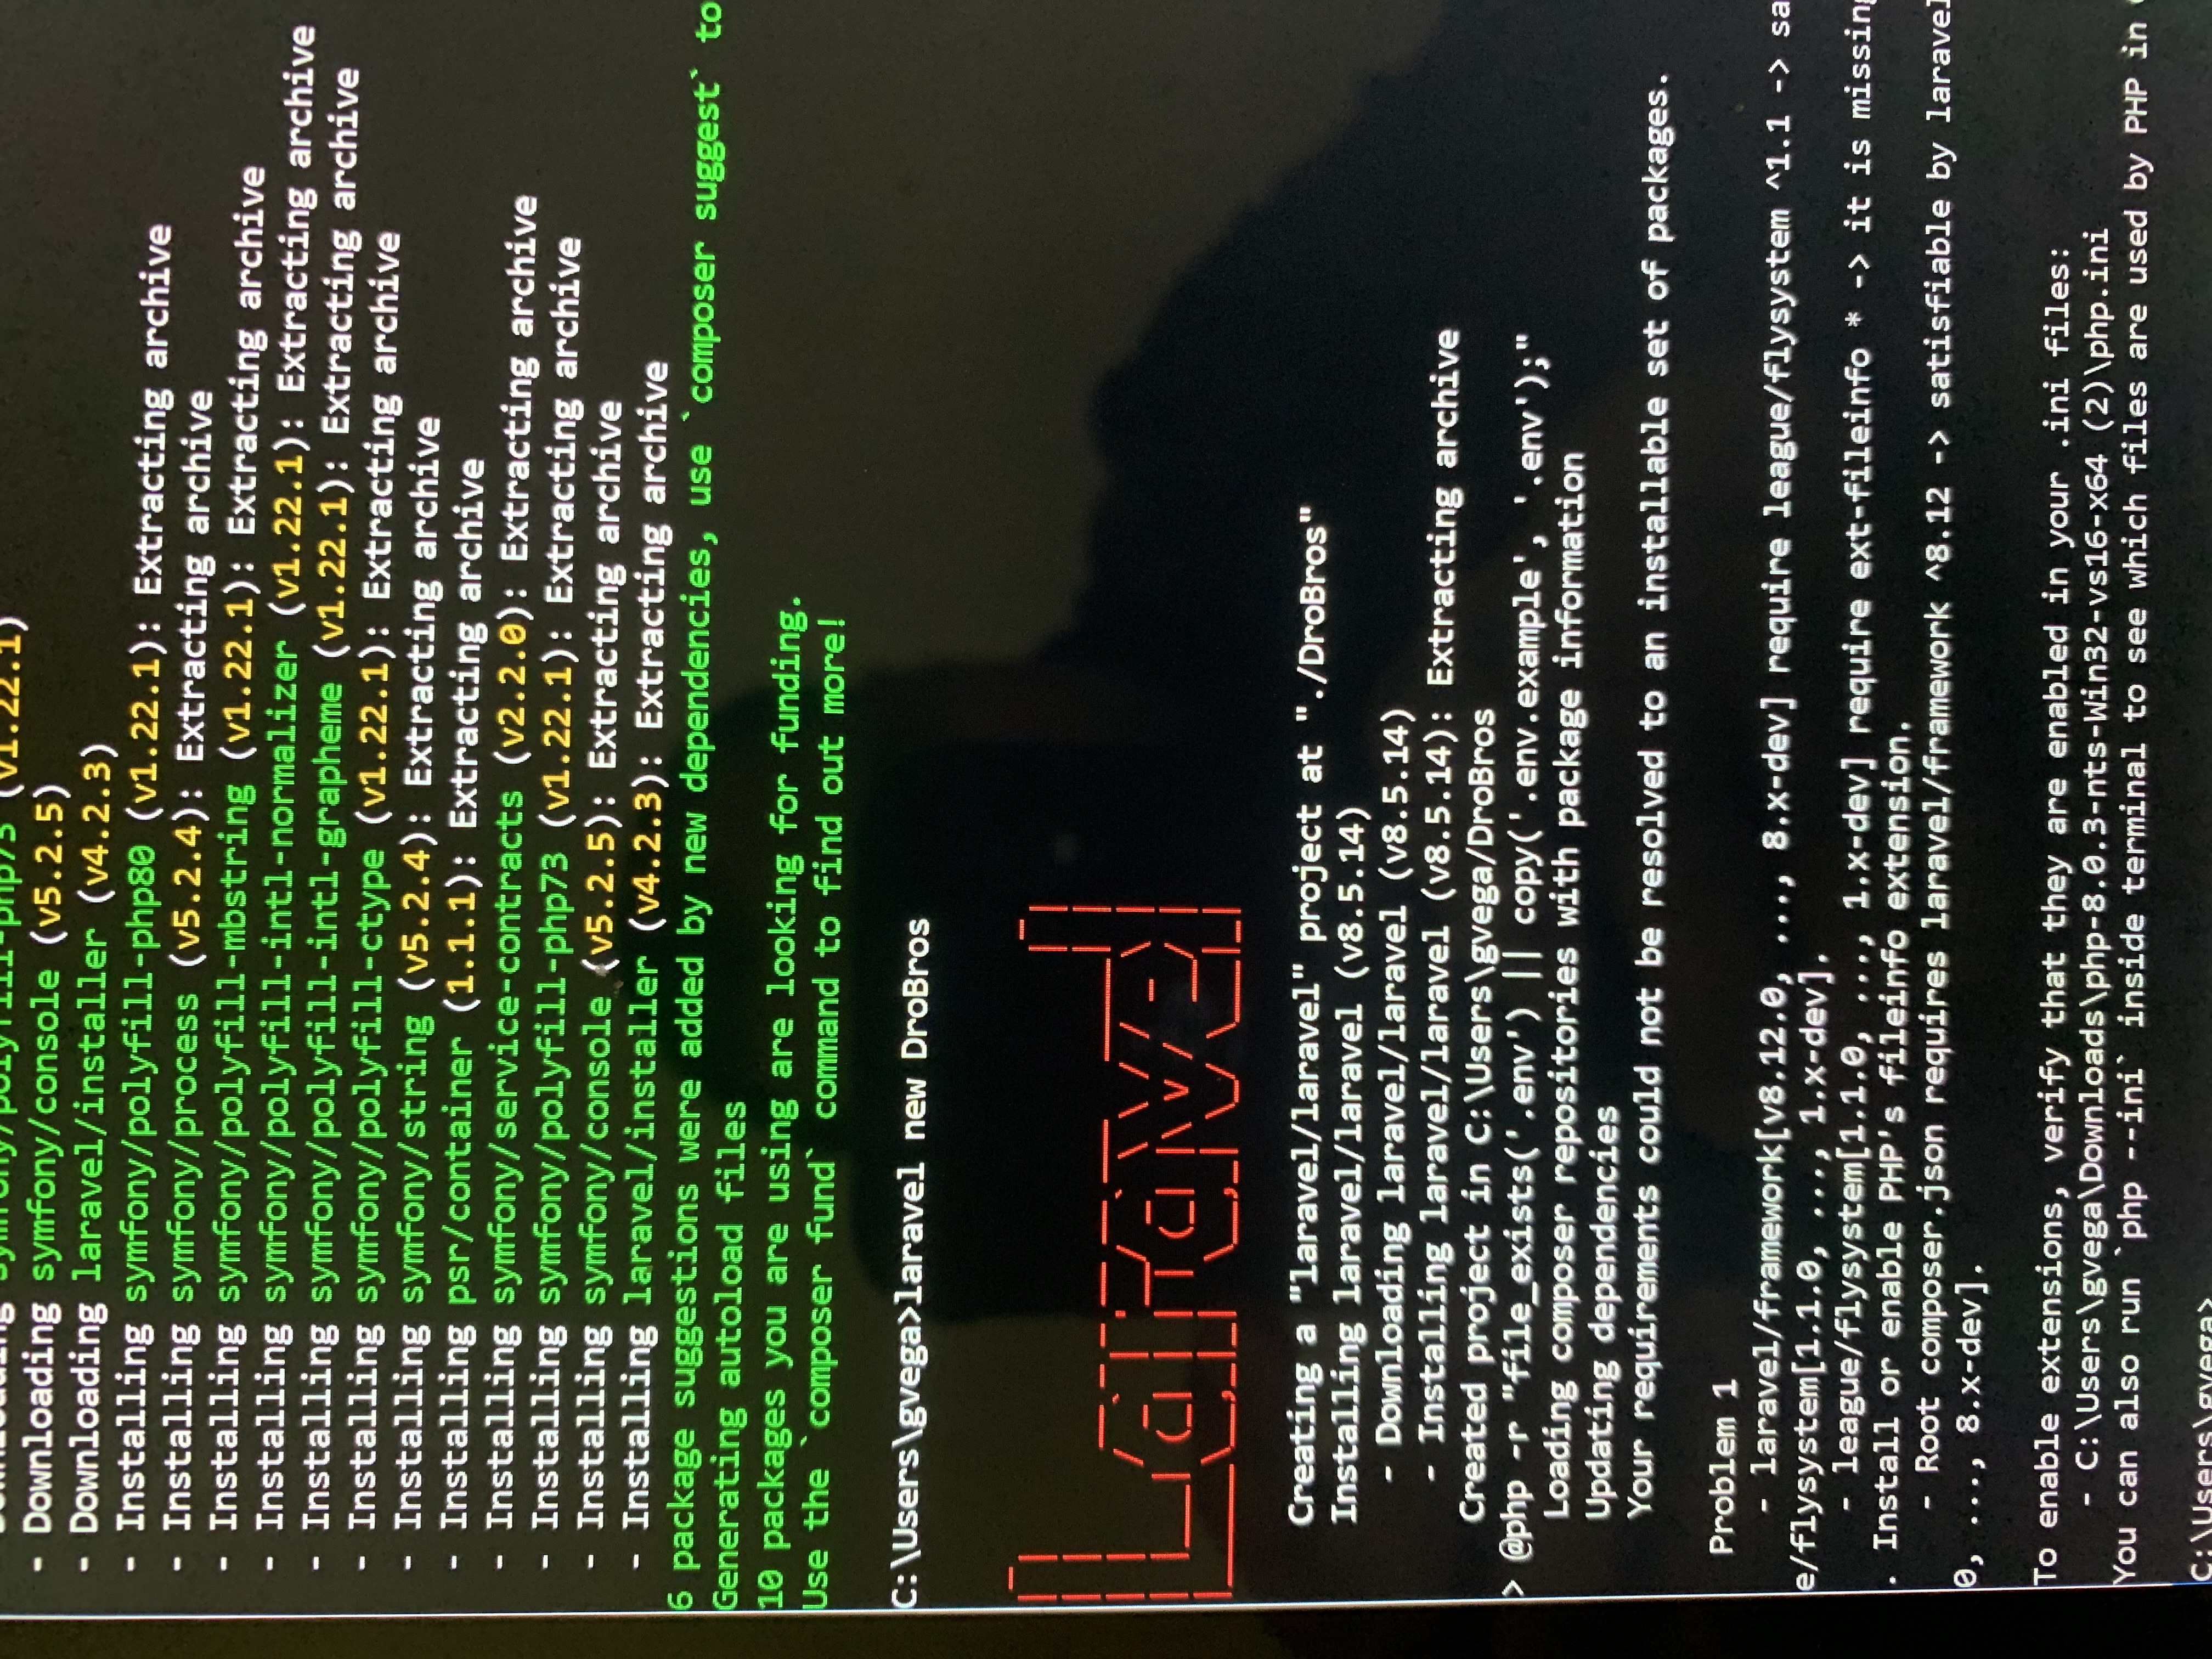 Downloading symfony/polyfill-php73 (v1.22.1)
- Downloading symfony/console (v5.2.5)
- Downloading laravel/installer (v4.2.3)
- Installing symfony/polyfill-php80 (v1.22.1): Extracting archive
- Installing symfony/process (v5.2.4): Extracting archive
- Installing symfony/polyfill-mbstring (v1.22.1): Extracting archive
- Installing symfony/polyfill-intl-normalizer (v1.22.1): Extracting archive
- Installing symfony/polyfill-intl-grapheme (v1.22.1): Extracting archive
- Installing symfony/polyfill-ctype (v1.22.1): Extracting archive
- Installing symfony/string (v5.2.4): Extracting archive
- Installing psr/container (1.1.1): Extracting archive
- Installing symfony/service-contracts (v2.2.0): Extracting archive
- Installing symfony/polyfill-php73 (v1.22.1): Extracting archive
- Installing symfony/console (v5.2.5): Extracting archive
- Installing laravel/installer (v4.2.3): Extracting archive
6 package suggestions were added by new dependencies, use `composer suggest` to
Generating autoload files
10 packages you are using are looking for funding.
Use the `composer fund` command to find out more!
C:\Users\gvega>laravel new DroBros
Laravel
Creating a "laravel/laravel" project at "./DroBros"
Installing laravel/laravel (v8.5.14)
- Downloading laravel/laravel (v8.5.14)
- Installing laravel/laravel (v8.5.14): Extracting archive
Created project in C:\Users\gvega/DroBros
> @php -r "file_exists('.env') || copy('.env.example', '.env');"
Loading composer repositories with package information
Updating dependencies
Your requirements could not be resolved to an installable set of packages.
Problem 1
- laravel/framework[v8.12.0, ..., 8.x-dev] require league/flysystem ^1.1 -> sa
e/flysystem[1.1.0, ..., 1.x-dev].
- league/flysystem[1.1.0, ..., 1.x-dev] require ext-fileinfo * -> it is missing
. Install or enable PHP's fileinfo extension.
- Root composer.json requires laravel/framework ^8.12 -> satisfiable by laravel
0, ..., 8.x-dev].
To enable extensions, verify that they are enabled in your .ini files:
- C:\Users\gvega\Downloads\php-8.0.3-nts-Win32-vs16-x64 (2)\php.ini
You can also run `php --ini` inside terminal to see which files are used by PHP in
C:\Users\gvega>